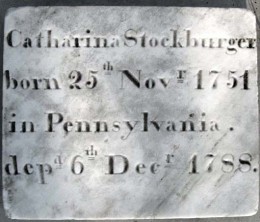 Catharina Stockburger
born 25th Novr 1751
in Pennsylvania.
depd 6th Decr 1788.